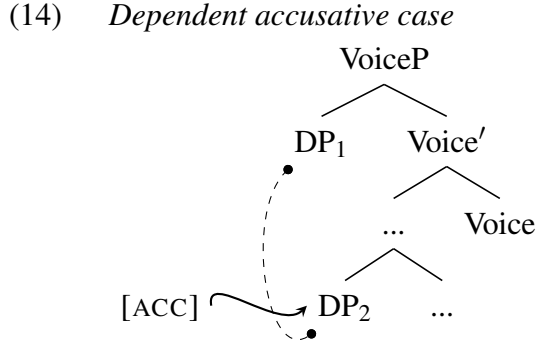 (14) Dependent accusative case
VoiceP
DP₁ Voice′
... Voice
[ACC] DP₂ ...